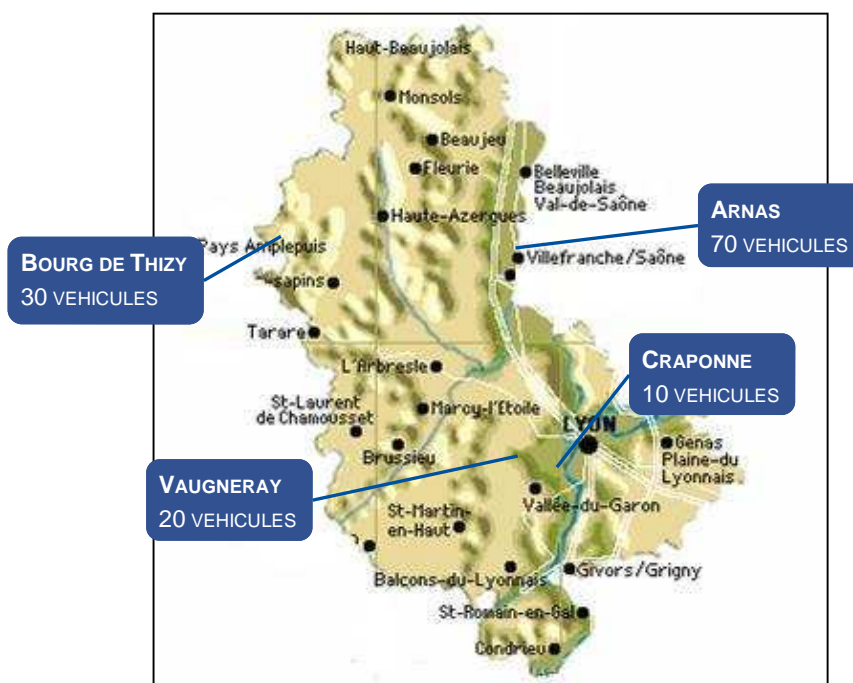 Haut-Beaujolais
Monsols
Beaujeu
Fleurie
Belleville
Beaujolais
Val-de-Saône
Haute-Azergues
ARNAS
70 VEHICULES
Pays Amplepuis
BOURG DE THIZY
30 VEHICULES
Villefranche/Saône
sapins
Tarare
L'Arbresle
CRAPONNE
10 VEHICULES
St-Laurent
de Chamousset
Marcy-l'Etoile
LYON
Brussieu
Genas
Plaine-du
Lyonnais
VAUGNERAY
20 VEHICULES
Vallée-du-Garon
St-Martin-
en-Haut
Balcons-du-Lyonnais
Givors/Grigny
St-Romain-en-Gal
Condrieu